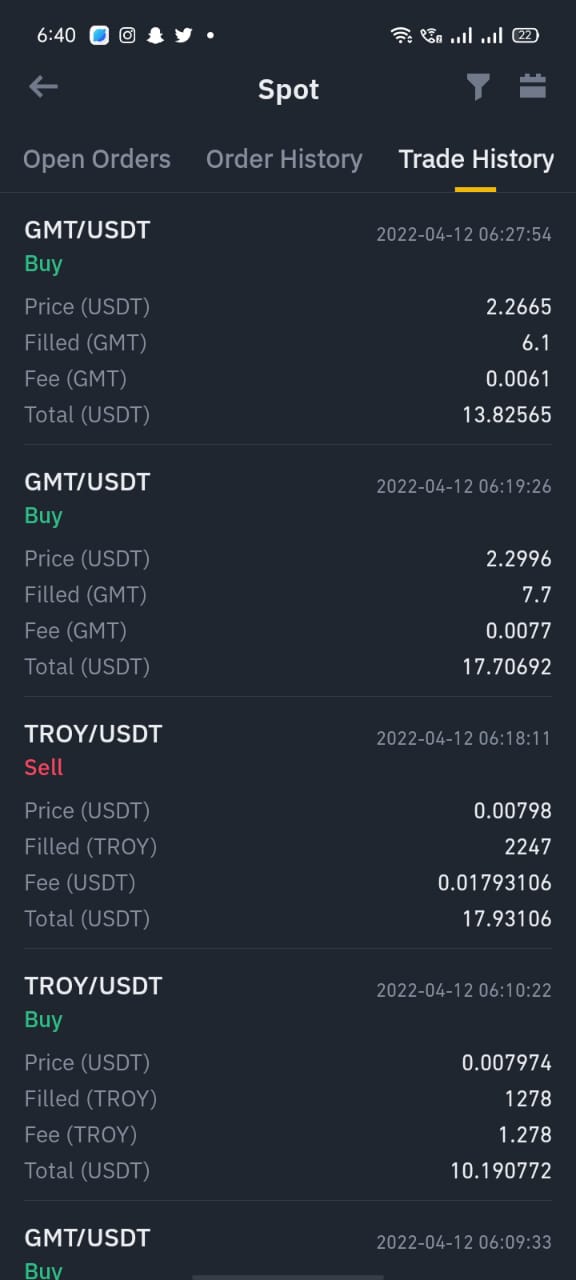 6:40
22
Spot
Open Orders Order History Trade History
GMT/USDT 2022-04-12 06:27:54
Buy
Price (USDT) 2.2665
Filled (GMT) 6.1
Fee (GMT) 0.0061
Total (USDT) 13.82565
GMT/USDT 2022-04-12 06:19:26
Buy
Price (USDT) 2.2996
Filled (GMT) 7.7
Fee (GMT) 0.0077
Total (USDT) 17.70692
TROY/USDT 2022-04-12 06:18:11
Sell
Price (USDT) 0.00798
Filled (TROY) 2247
Fee (USDT) 0.01793106
Total (USDT) 17.93106
TROY/USDT 2022-04-12 06:10:22
Buy
Price (USDT) 0.007974
Filled (TROY) 1278
Fee (TROY) 1.278
Total (USDT) 10.190772
GMT/USDT 2022-04-12 06:09:33
Buy